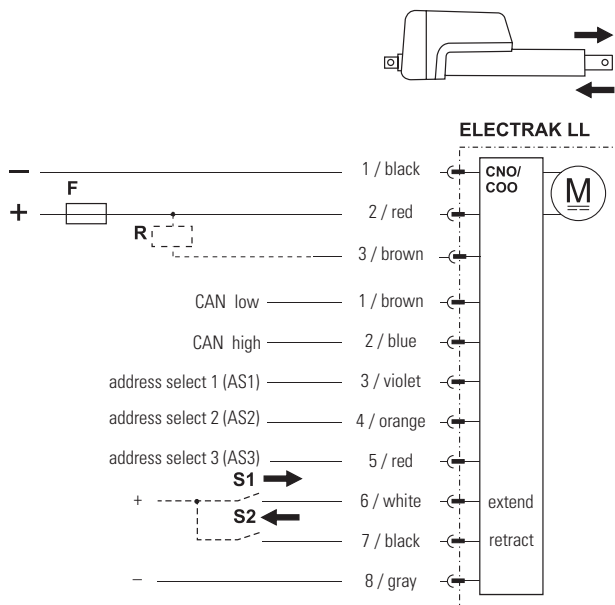 ELECTRAK LL
− 1 / black CNO/
COO
M
F
+ 2 / red
R
3 / brown
CAN low 1 / brown
CAN high 2 / blue
address select 1 (AS1) 3 / violet
address select 2 (AS2) 4 / orange
address select 3 (AS3) 5 / red
S1
+ 6 / white extend
S2
7 / black retract
− 8 / gray